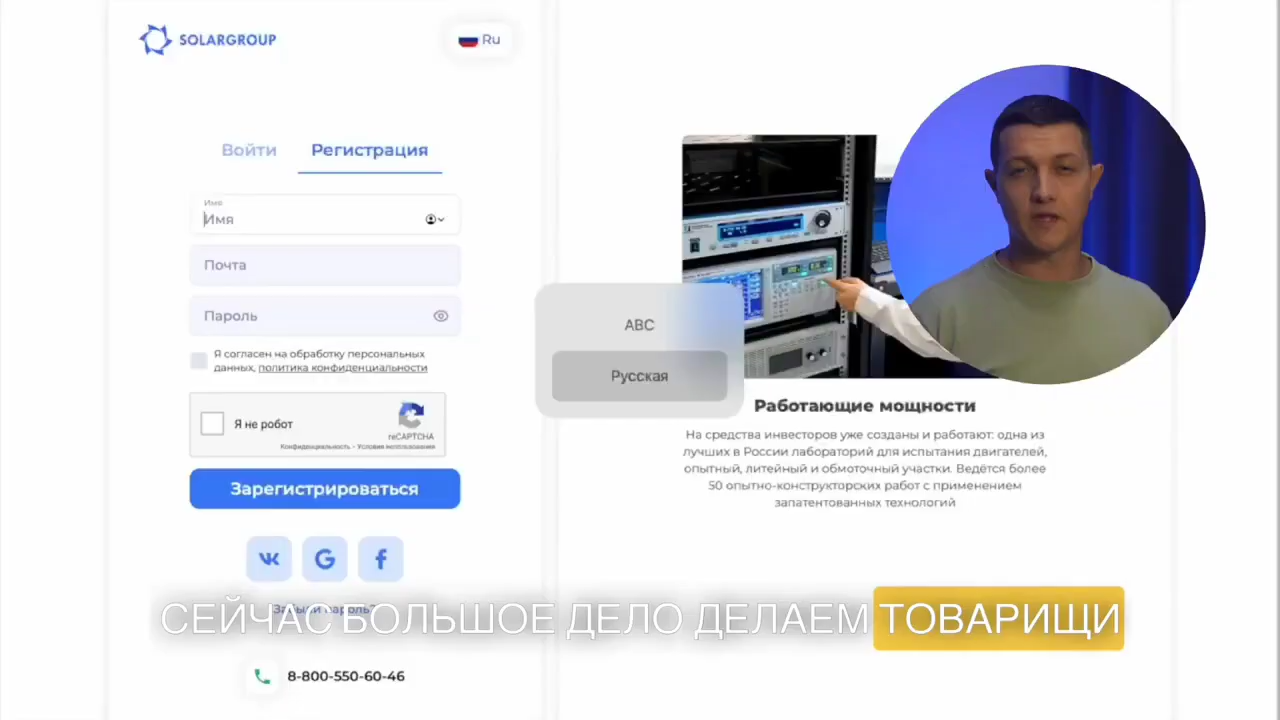 SOLARGROUP
Ru
Войти
Регистрация
Имя
Имя
Почта
Пароль
Я согласен на обработку персональных
данных, политика конфиденциальности
Я не робот
reCAPTCHA
Конфиденциальность - Условия использования
Зарегистрироваться
Забыли пароль?
8-800-550-60-46
ABC
Русская
Работающие мощности
На средства инвесторов уже созданы и работают: одна из
лучших в России лабораторий для испытания двигателей,
опытный, литейный и обмоточный участки. Ведётся более
50 опытно-конструкторских работ с применением
запатентованных технологий
СЕЙЧАС БОЛЬШОЕ ДЕЛО ДЕЛАЕМ ТОВАРИЩИ